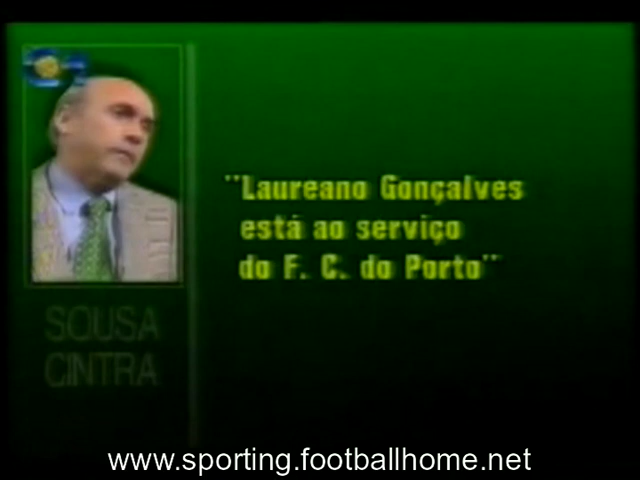 "Laureano Gonçalves
está ao serviço
do F. C. do Porto"
SOUSA
CINTRA
www.sporting.footballhome.net